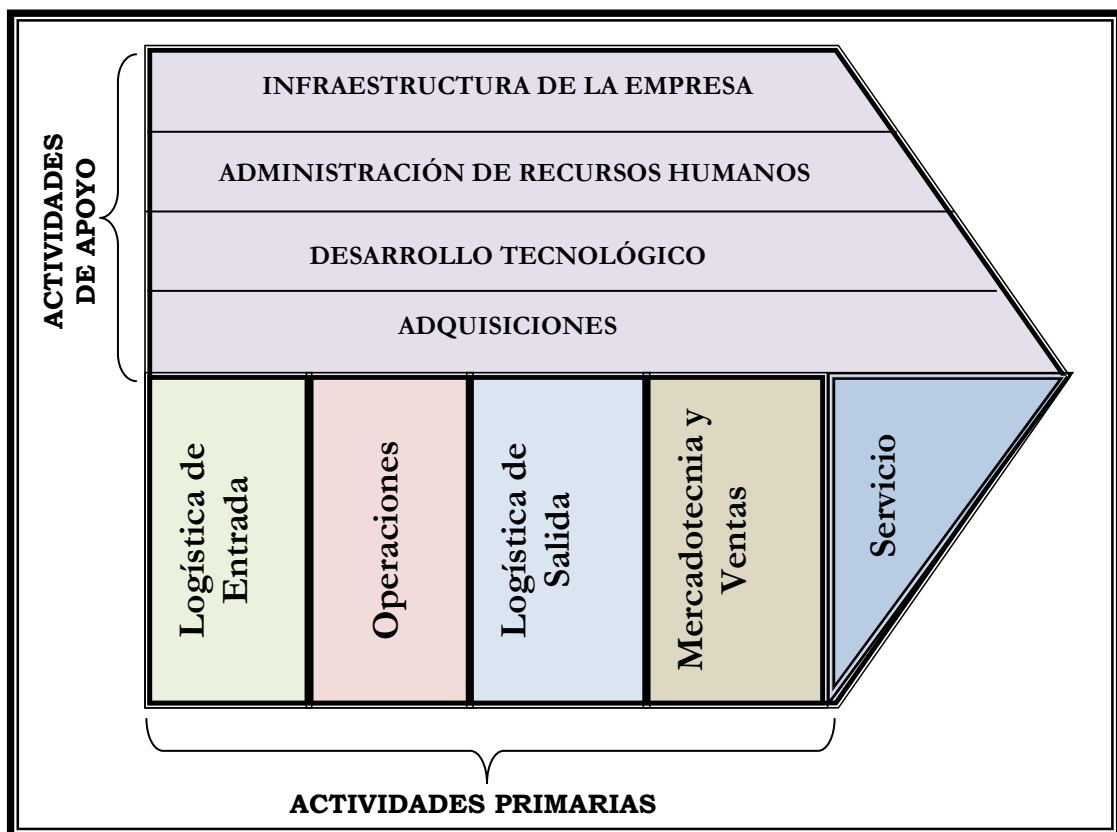 ACTIVIDADES
DE APOYO
INFRAESTRUCTURA DE LA EMPRESA
ADMINISTRACIÓN DE RECURSOS HUMANOS
DESARROLLO TECNOLÓGICO
ADQUISICIONES
Logística de
Entrada
Operaciones
Logística de
Salida
Mercadotecnia y
Ventas
Servicio
ACTIVIDADES PRIMARIAS